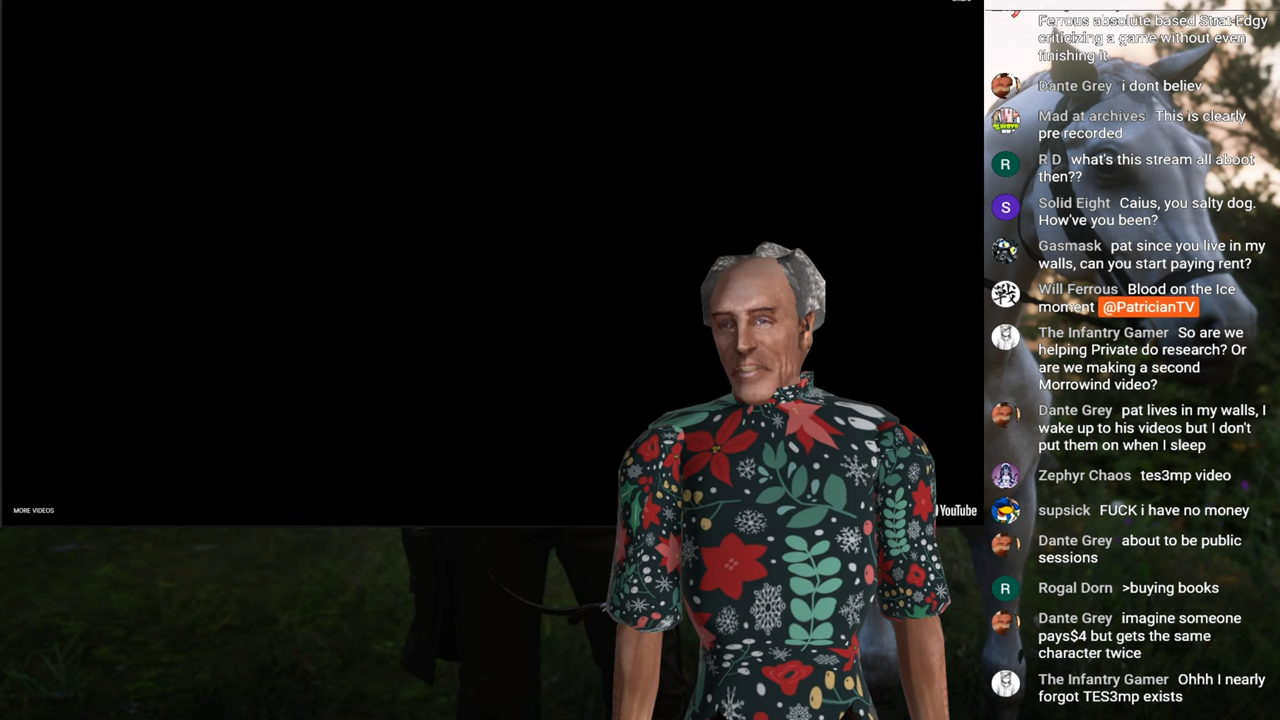 MORE VIDEOS
YouTube
Ferrous absolute based Strat-Edgy
criticizing a game without even
finishing it
Dante Grey i dont believ
Mad at archives This is clearly
pre recorded
R
R D what's this stream all aboot
then??
S
Solid Eight Caius, you salty dog.
How've you been?
Gasmask pat since you live in my
walls, can you start paying rent?
Will Ferrous Blood on the Ice
moment @PatricianTV
The Infantry Gamer So are we
helping Private do research? Or
are we making a second
Morrowind video?
Dante Grey pat lives in my walls, I
wake up to his videos but I don't
put them on when I sleep
Zephyr Chaos tes3mp video
supsick FUCK i have no money
Dante Grey about to be public
sessions
R
Rogal Dorn >buying books
Dante Grey imagine someone
pays$4 but gets the same
character twice
The Infantry Gamer Ohhh I nearly
forgot TES3mp exists